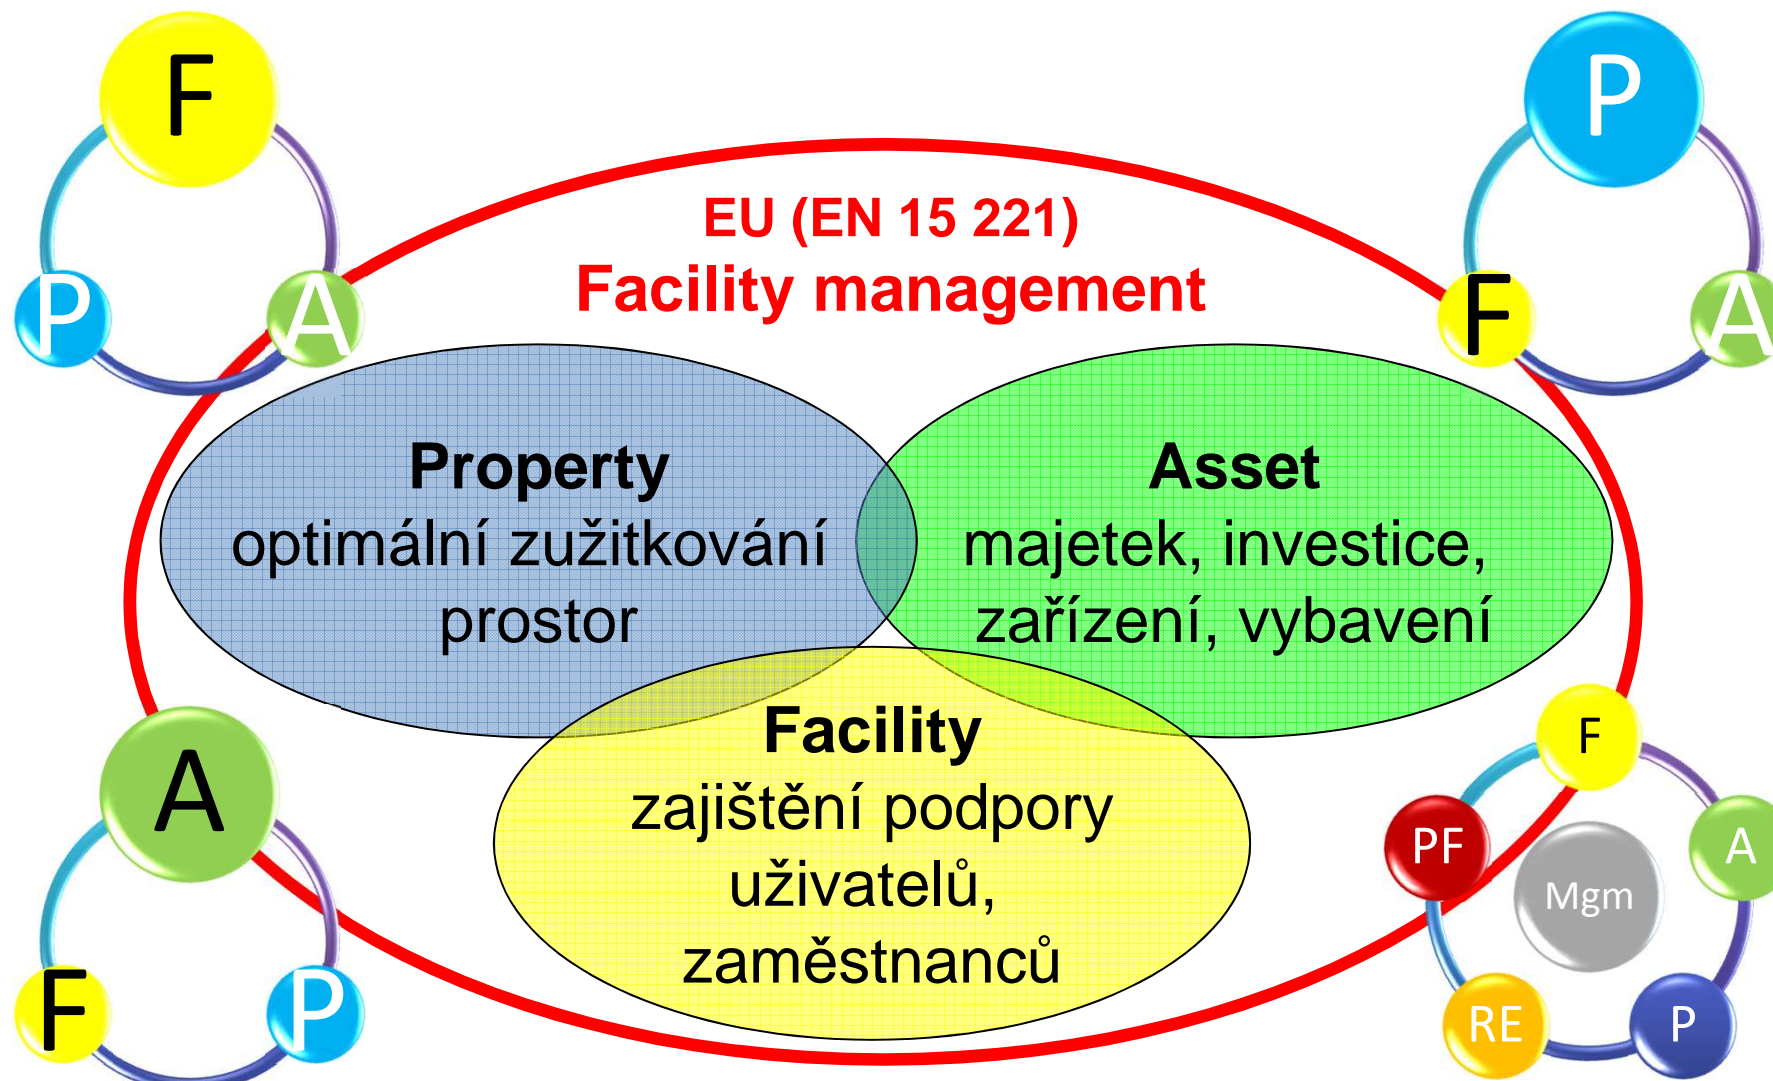 F
P
A
P
F
A
EU (EN 15 221)
Facility management
Property
optimální zužitkování
prostor
Asset
majetek, investice,
zařízení, vybavení
Facility
zajištění podpory
uživatelů,
zaměstnanců
A
F
P
F
PF
A
Mgm
RE
P